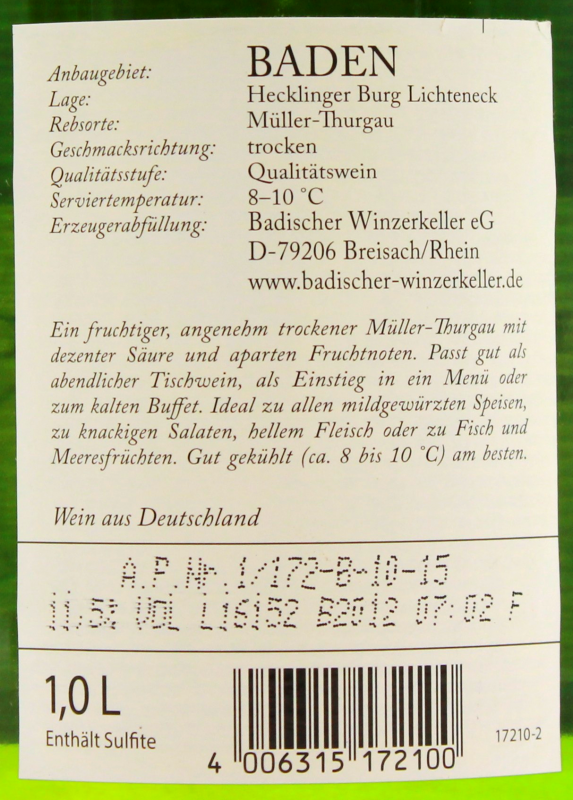 Anbaugebiet: BADEN
Lage: Hecklinger Burg Lichteneck
Rebsorte: Müller-Thurgau
Geschmacksrichtung: trocken
Qualitätsstufe: Qualitätswein
Serviertemperatur: 8–10 °C
Erzeugerabfüllung: Badischer Winzerkeller eG
D-79206 Breisach/Rhein
www.badischer-winzerkeller.de
Ein fruchtiger, angenehm trockener Müller-Thurgau mit
dezenter Säure und aparten Fruchtnoten. Passt gut als
abendlicher Tischwein, als Einstieg in ein Menü oder
zum kalten Buffet. Ideal zu allen mildgewürzten Speisen,
zu knackigen Salaten, hellem Fleisch oder zu Fisch und
Meeresfrüchten. Gut gekühlt (ca. 8 bis 10 °C) am besten.
Wein aus Deutschland
A.P.Nr.1/172-B-10-15
11,5% VOL L16152 B2012 07:02 F
1,0 L
Enthält Sulfite
4 006315 172100
17210-2